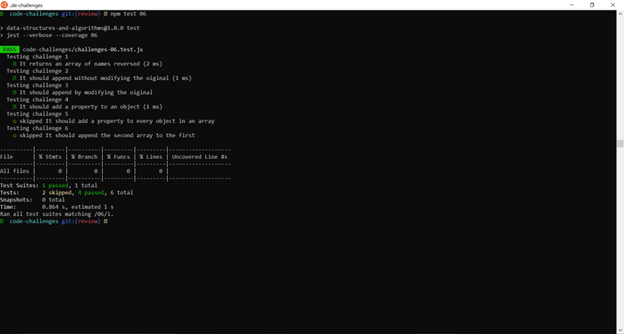 ..de-challenges
code-challenges git:(review) npm test 06
> data-structures-and-algorithms@1.0.0 test
> jest --verbose --coverage 06
PASS code-challenges/challenges-06.test.js
Testing challenge 1
It returns an array of names reversed (2 ms)
Testing challenge 2
It should append without modifying the oiginal (1 ms)
Testing challenge 3
It should append by modifying the oiginal
Testing challenge 4
It should add a property to an object (1 ms)
Testing challenge 5
○ skipped It should add a property to every object in an array
Testing challenge 6
○ skipped It should append the second array to the first
----------|---------|----------|---------|---------|-------------------
File | % Stmts | % Branch | % Funcs | % Lines | Uncovered Line #s
----------|---------|----------|---------|---------|-------------------
All files | 0 | 0 | 0 | 0 |
----------|---------|----------|---------|---------|-------------------
Test Suites: 1 passed, 1 total
Tests: 2 skipped, 4 passed, 6 total
Snapshots: 0 total
Time: 0.864 s, estimated 1 s
Ran all test suites matching /06/i.
code-challenges git:(review)